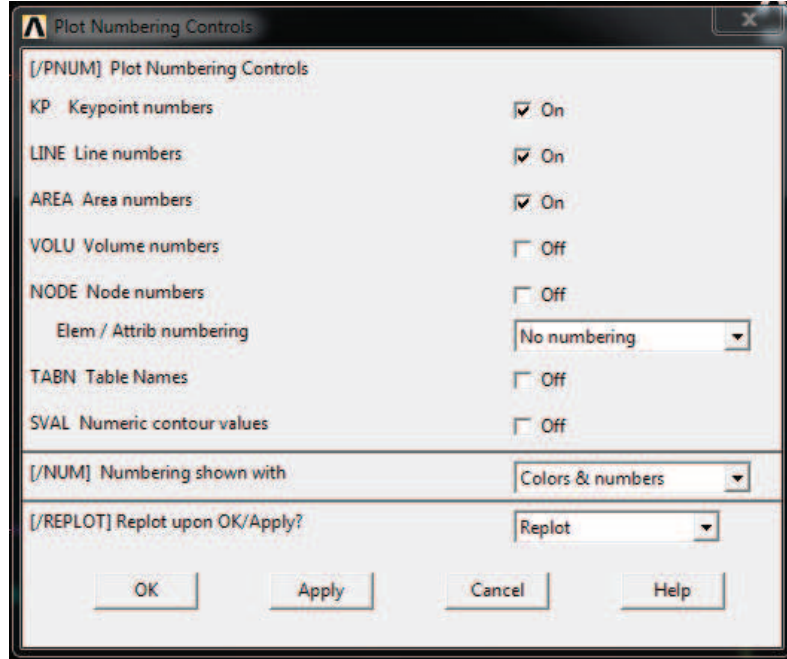 Plot Numbering Controls
[/PNUM] Plot Numbering Controls
KP Keypoint numbers On
LINE Line numbers On
AREA Area numbers On
VOLU Volume numbers Off
NODE Node numbers Off
Elem / Attrib numbering No numbering
TABN Table Names Off
SVAL Numeric contour values Off
[/NUM] Numbering shown with Colors & numbers
[/REPLOT] Replot upon OK/Apply? Replot
OK Apply Cancel Help